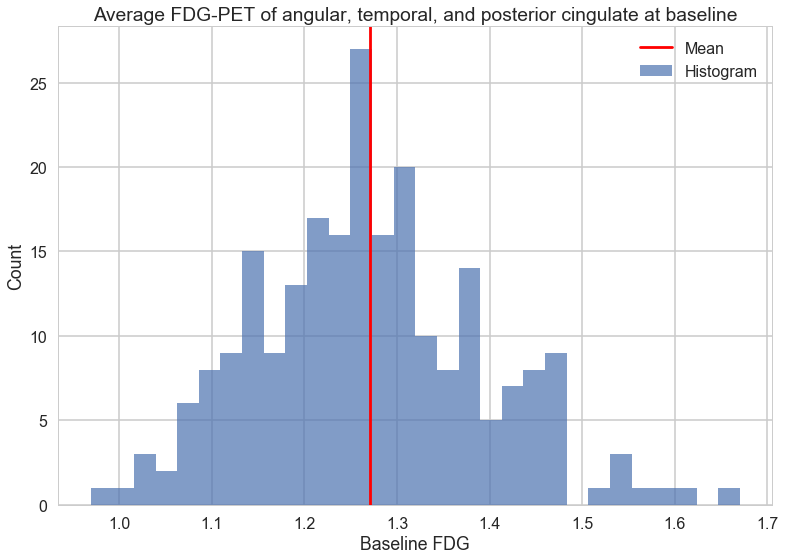 Average FDG-PET of angular, temporal, and posterior cingulate at baseline
Mean
Histogram
25
20
15
10
5
0
Count
1.0 1.1 1.2 1.3 1.4 1.5 1.6 1.7
Baseline FDG